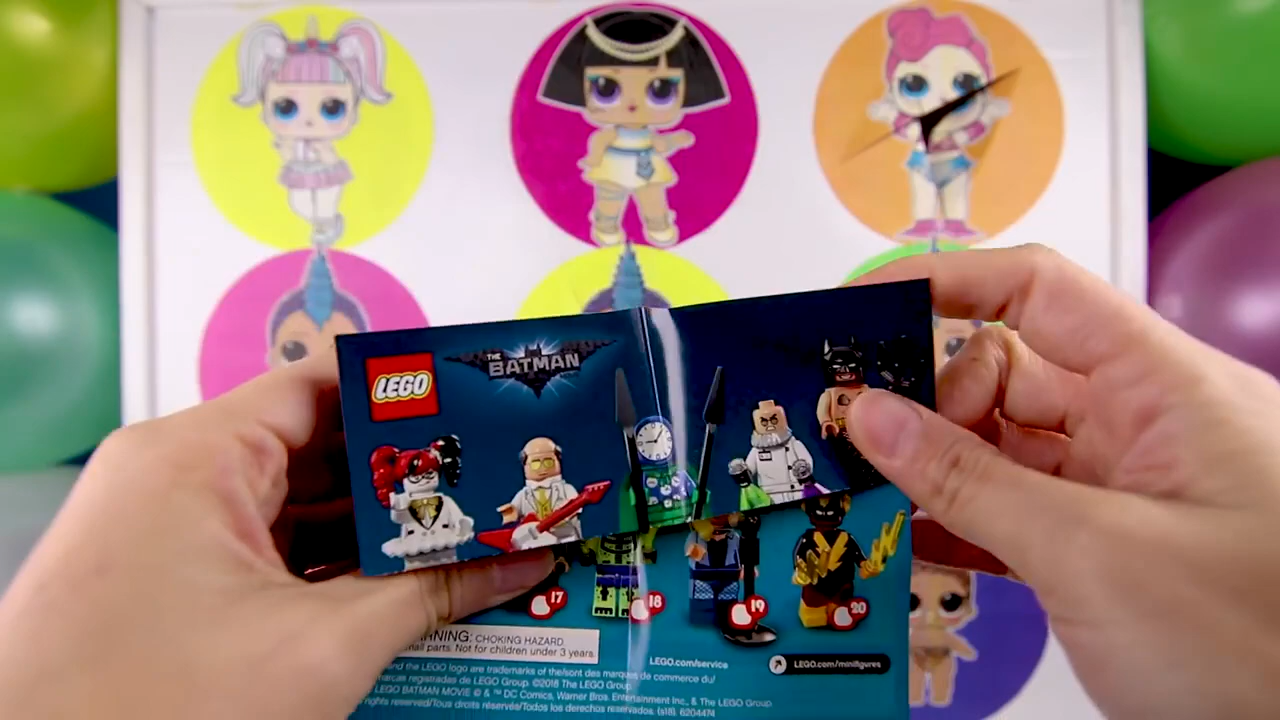 LEGO
THE
BATMAN
17
18
19
20
WARNING: CHOKING HAZARD.
small parts. Not for children under 3 years.
LEGO.com/service
LEGO.com/minifigures
and the LEGO logo are trademarks of the/sont des marques de commerce du/
marcas registradas de LEGO Group. ©2018 The LEGO Group.
LEGO BATMAN MOVIE © & ™ DC Comics, Warner Bros. Entertainment Inc., & The LEGO Group.
rights reserved/Tous droits réservés/Todos los derechos reservados. (s18) 6204474